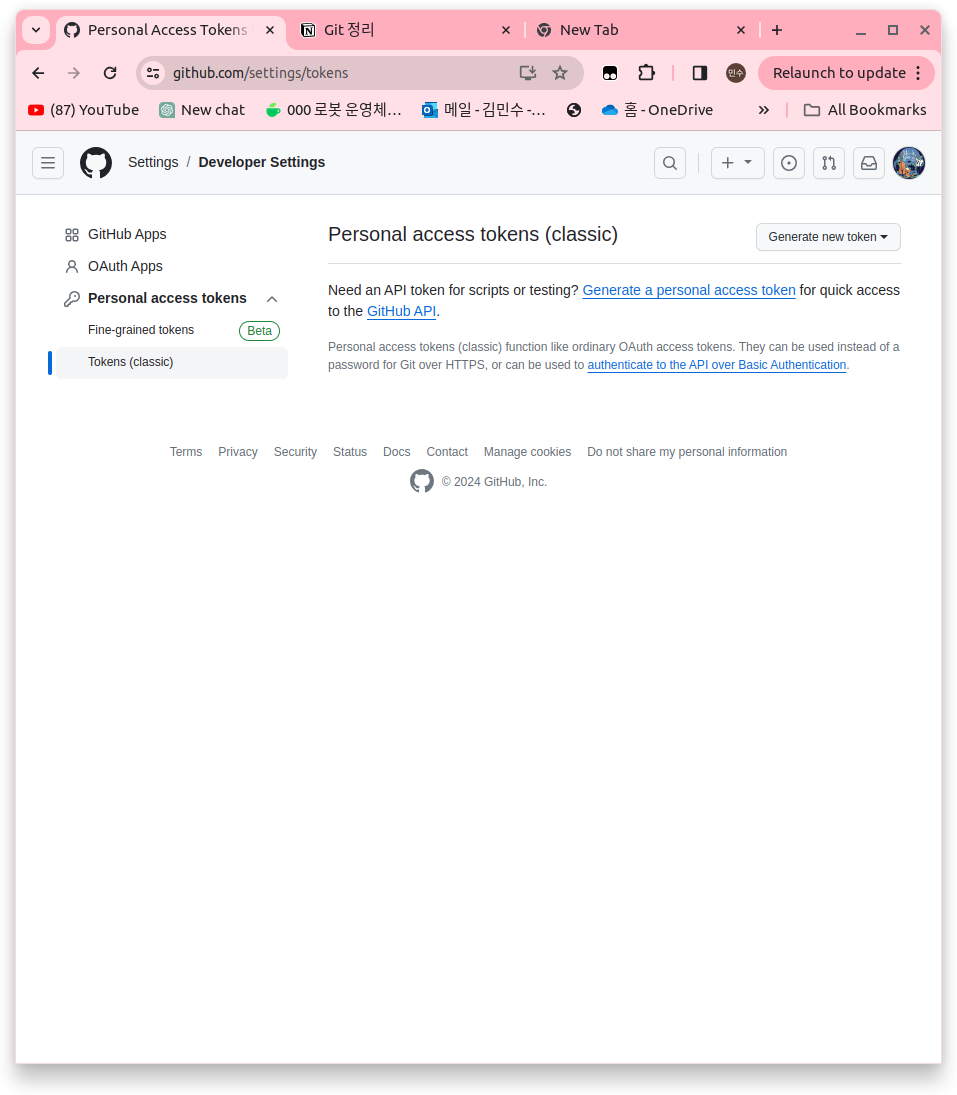 Personal Access Tokens
Git 정리
New Tab
github.com/settings/tokens
민수
Relaunch to update
(87) YouTube
New chat
000 로봇 운영체…
메일 - 김민수 -…
홈 - OneDrive
All Bookmarks
Settings / Developer Settings
GitHub Apps
OAuth Apps
Personal access tokens
Fine-grained tokens
Beta
Tokens (classic)
Personal access tokens (classic)
Generate new token
Need an API token for scripts or testing? Generate a personal access token for quick access
to the GitHub API.
Personal access tokens (classic) function like ordinary OAuth access tokens. They can be used instead of a
password for Git over HTTPS, or can be used to authenticate to the API over Basic Authentication.
Terms Privacy Security Status Docs Contact Manage cookies Do not share my personal information
© 2024 GitHub, Inc.